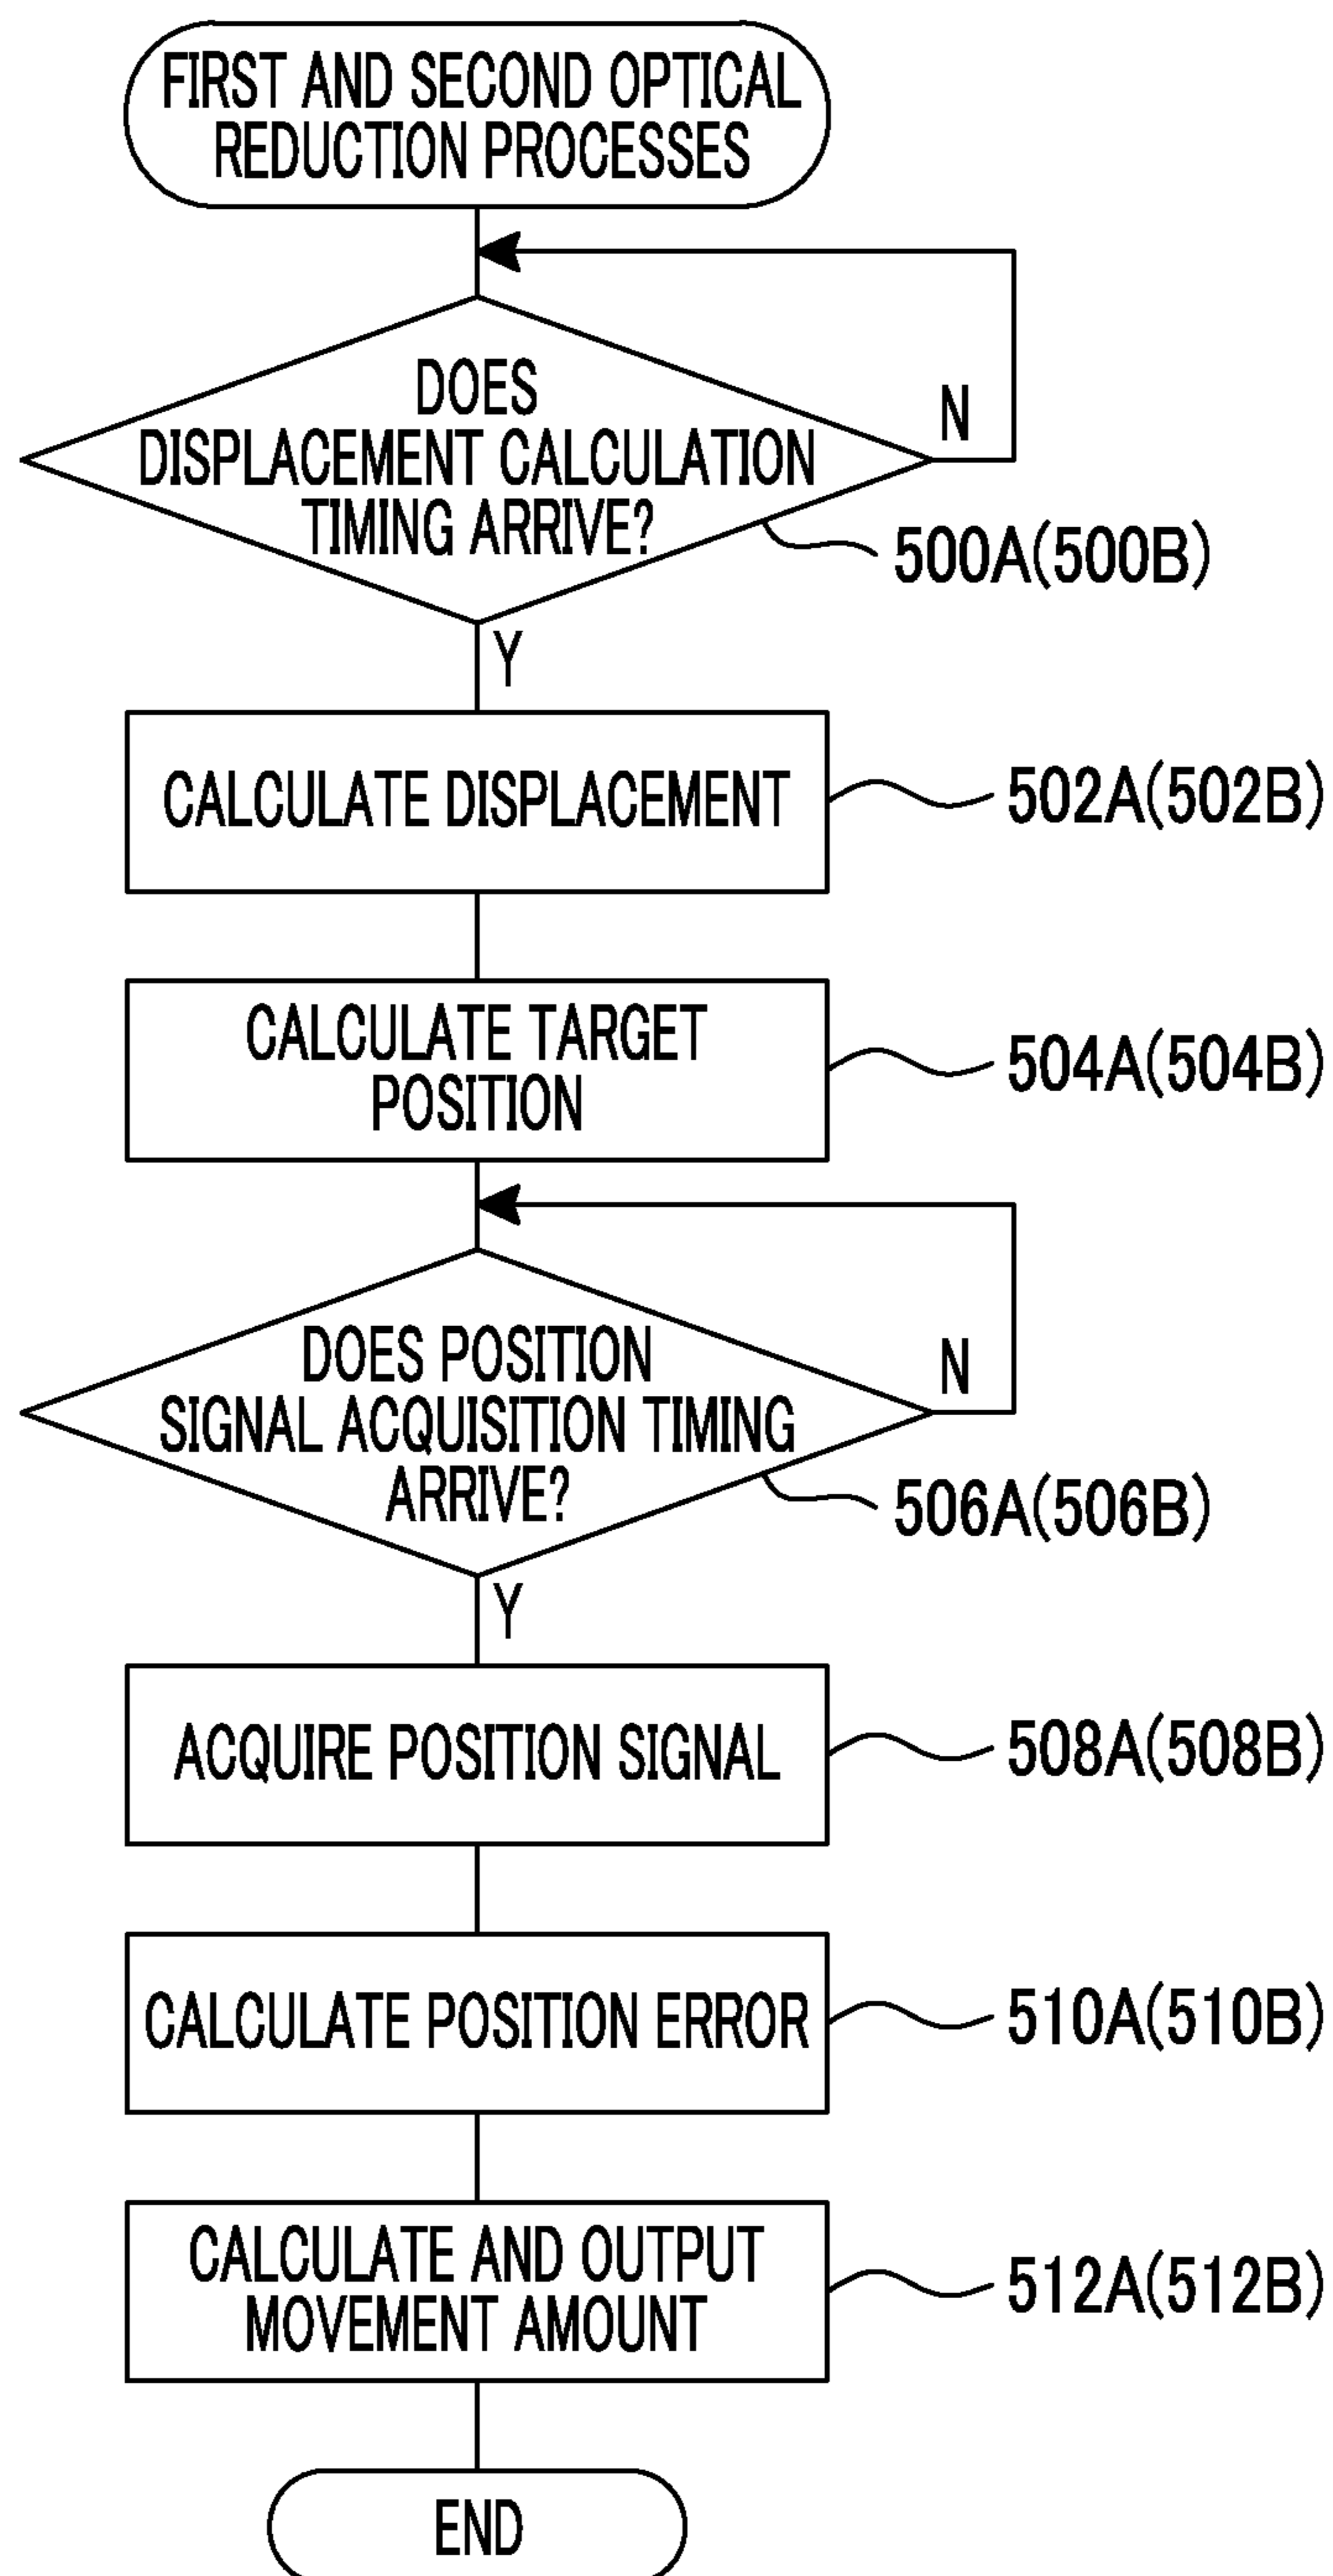 FIRST AND SECOND OPTICAL
REDUCTION PROCESSES
DOES
DISPLACEMENT CALCULATION
TIMING ARRIVE?
N
500A(500B)
Y
CALCULATE DISPLACEMENT
502A(502B)
CALCULATE TARGET
POSITION
504A(504B)
DOES POSITION
SIGNAL ACQUISITION TIMING
ARRIVE?
N
506A(506B)
Y
ACQUIRE POSITION SIGNAL
508A(508B)
CALCULATE POSITION ERROR
510A(510B)
CALCULATE AND OUTPUT
MOVEMENT AMOUNT
512A(512B)
END